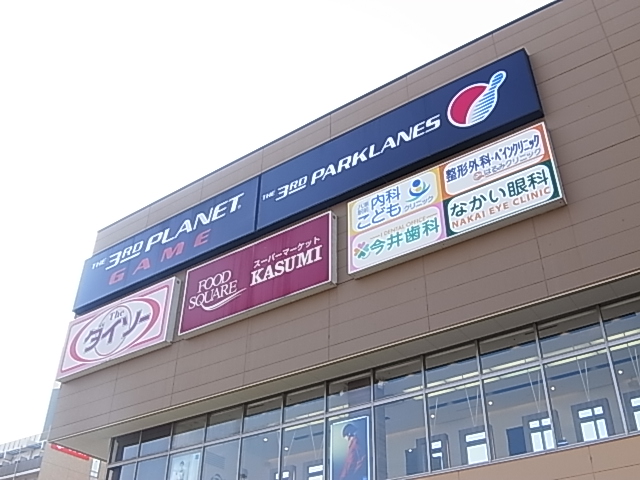 THE 3RD PLANET
GAME
THE 3RD PARKLANES
The
ダイソー
FOOD
SQUARE
スーパーマーケット
KASUMI
内科
こども
クリニック
整形外科・ペインクリニック
DENTAL OFFICE
今井歯科
なかい眼科
NAKAI EYE CLINIC